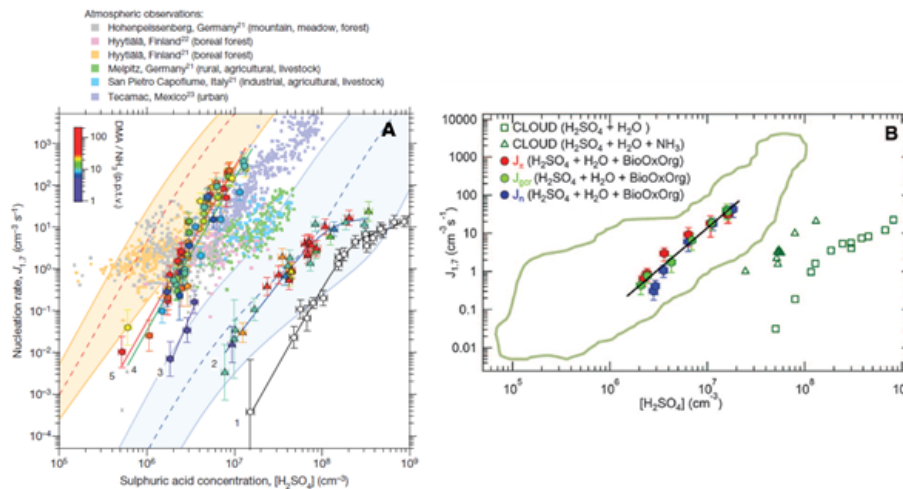 Atmospheric observations:
Hohenpeissenberg, Germany²¹ (mountain, meadow, forest)
Hyytiälä, Finland²² (boreal forest)
Hyytiälä, Finland²¹ (boreal forest)
Melpitz, Germany²¹ (rural, agricultural, livestock)
San Pietro Capofiume, Italy²¹ (industrial, agricultural, livestock)
Tecamac, Mexico²³ (urban)
A
DMA / NH₃ (p.p.t.v.)
100
10
1
Nucleation rate, J₁.₇ (cm⁻³ s⁻¹)
10³
10²
10¹
10⁰
10⁻¹
10⁻²
10⁻³
10⁻⁴
5
4
3
2
1
10⁵
10⁶
10⁷
10⁸
10⁹
Sulphuric acid concentration, [H₂SO₄] (cm⁻³)
B
CLOUD (H₂SO₄ + H₂O )
CLOUD (H₂SO₄ + H₂O + NH₃)
(H₂SO₄ + H₂O + BioOxOrg)
J_gcr (H₂SO₄ + H₂O + BioOxOrg)
J_n (H₂SO₄ + H₂O + BioOxOrg)
J₁.₇ (cm⁻³ s⁻¹)
10000
1000
100
10
1
0.1
0.01
10⁵
10⁶
10⁷
10⁸
[H₂SO₄] (cm⁻³)